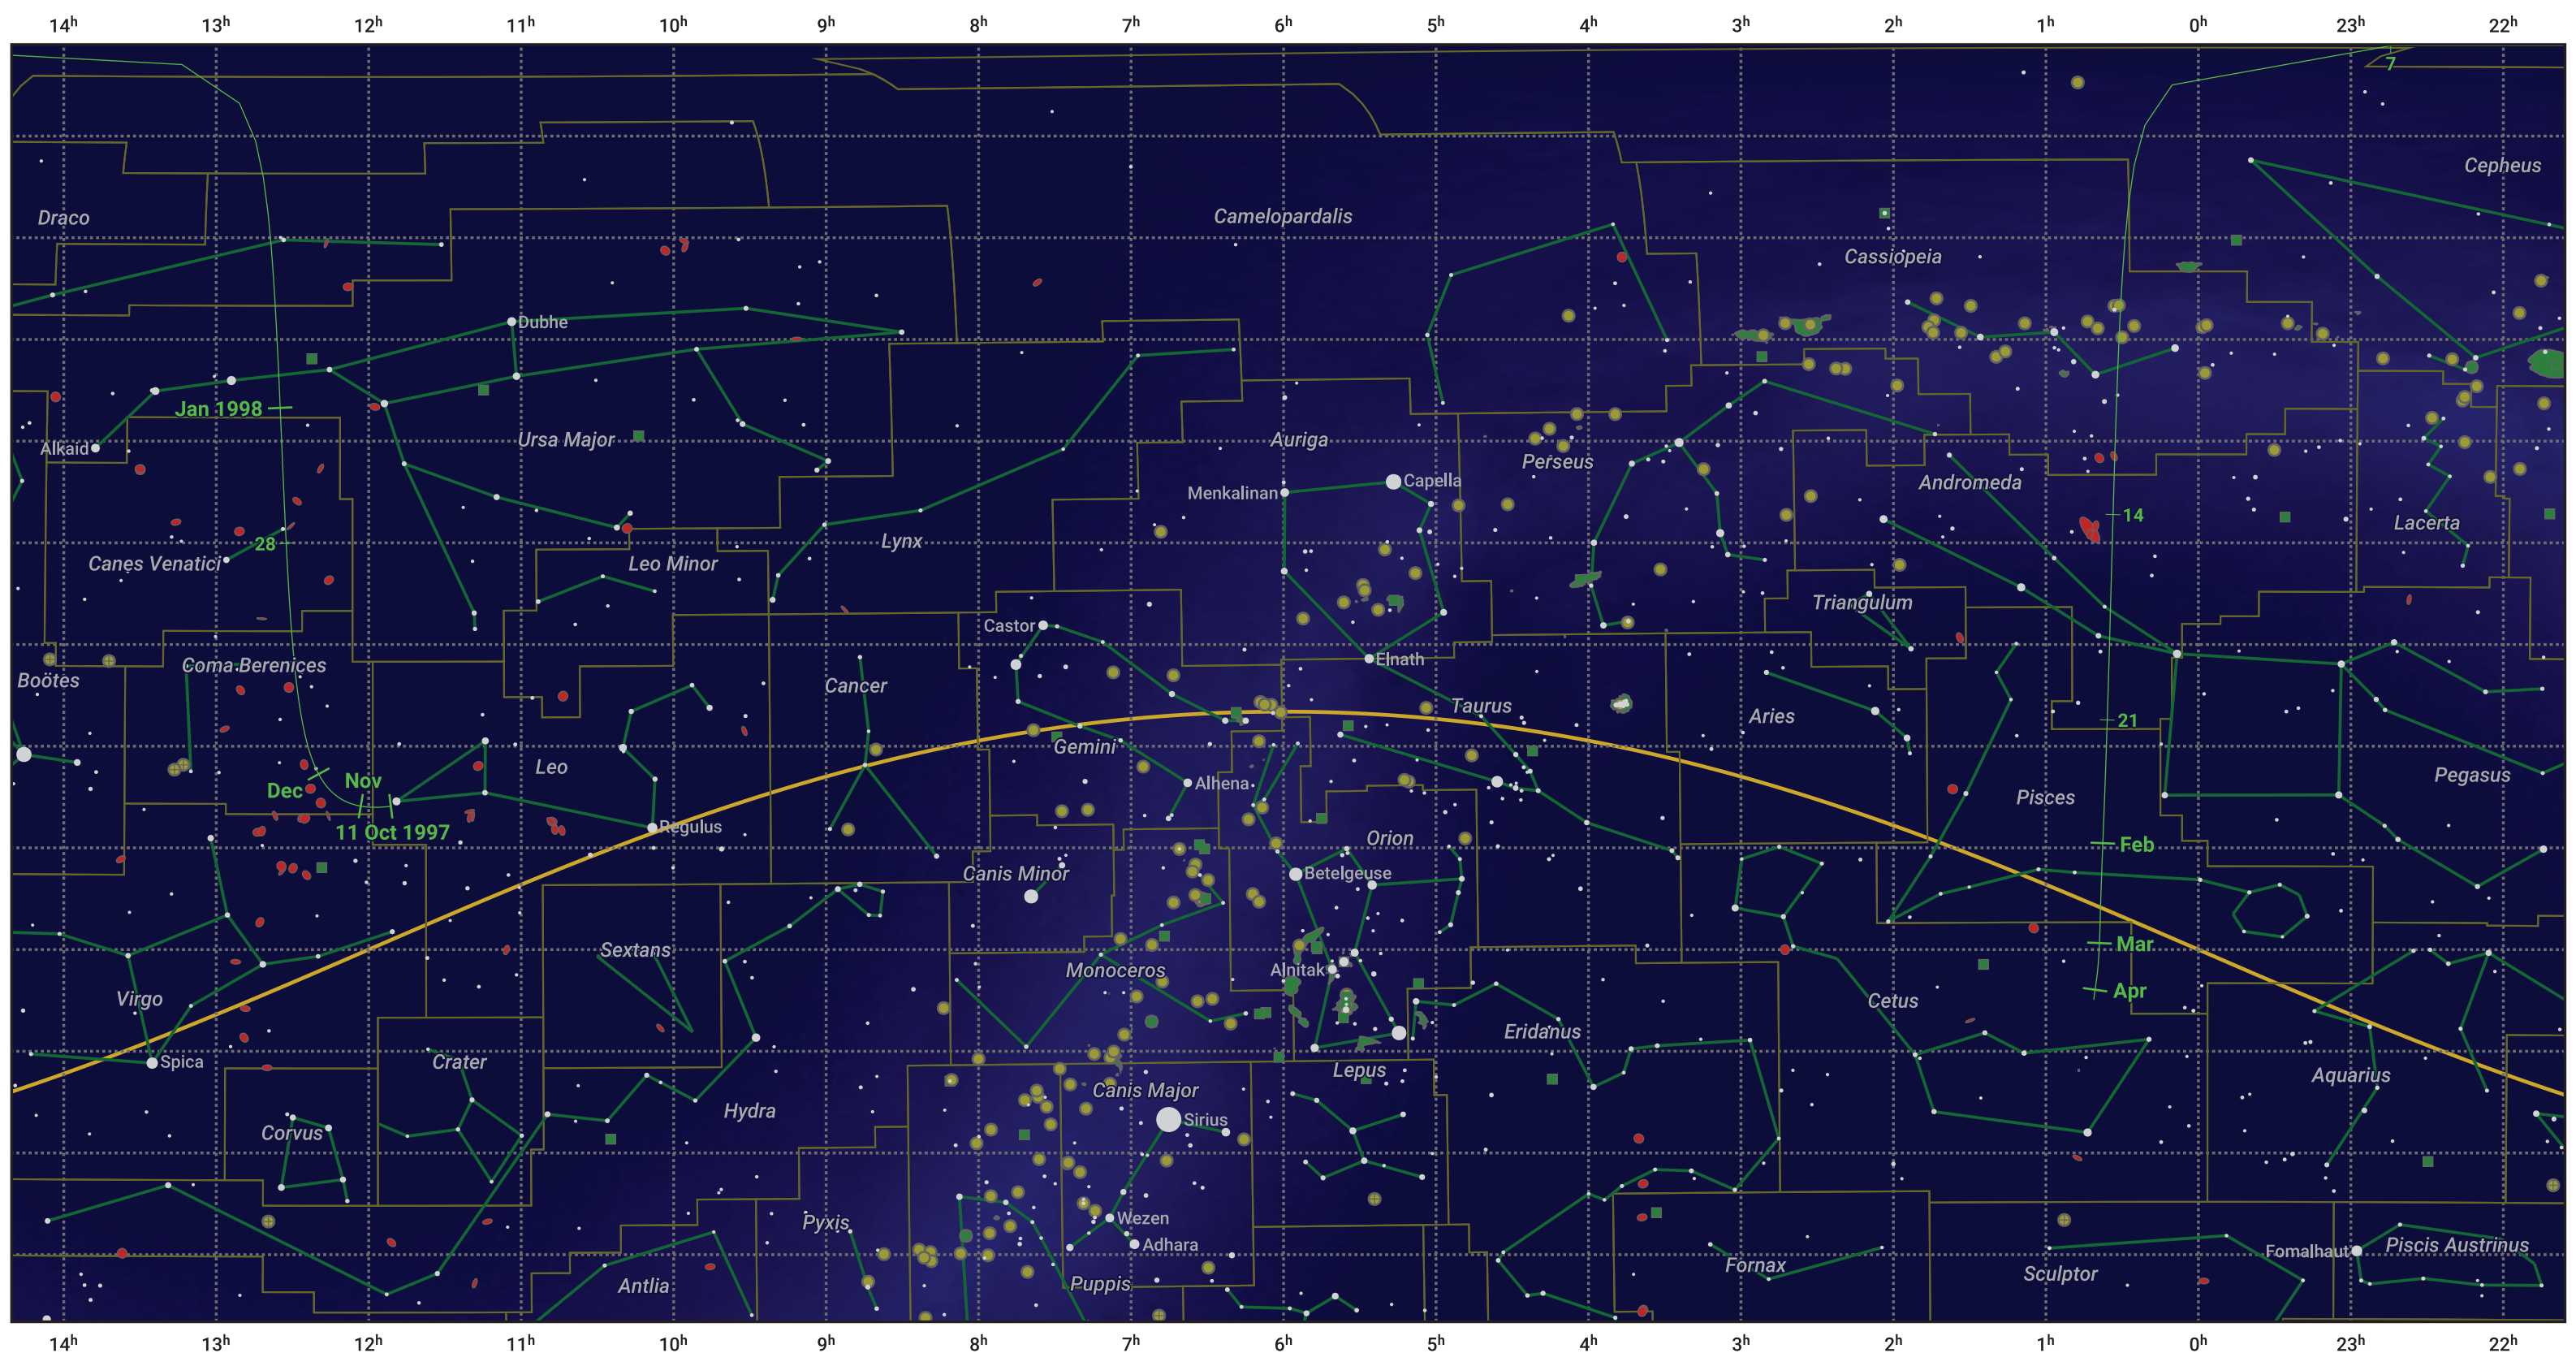 14h 13h 12h 11h 10h 9h 8h 7h 6h 5h 4h 3h 2h 1h 0h 23h 22h
7
Cepheus
Draco
Camelopardalis
Cassiopeia
Dubhe
Jan 1998
Ursa Major
Auriga
Alkaid
Perseus
Capella
Andromeda
Menkalinan
14
Lacerta
28
Lynx
Canes Venatici
Leo Minor
Triangulum
Castor
Elnath
Coma Berenices
Boötes
Cancer
Taurus
Aries
21
Gemini
Leo
Pegasus
Nov
Dec
Alhena
Pisces
11 Oct 1997
Regulus
Orion
Feb
Canis Minor
Betelgeuse
Mar
Sextans
Monoceros
Alnitak
Apr
Virgo
Cetus
Eridanus
Spica
Crater
Lepus
Aquarius
Canis Major
Hydra
Sirius
Corvus
Pyxis
Wezen
Adhara
Fomalhaut
Piscis Austrinus
Fornax
Sculptor
Antlia
Puppis
14h 13h 12h 11h 10h 9h 8h 7h 6h 5h 4h 3h 2h 1h 0h 23h 22h